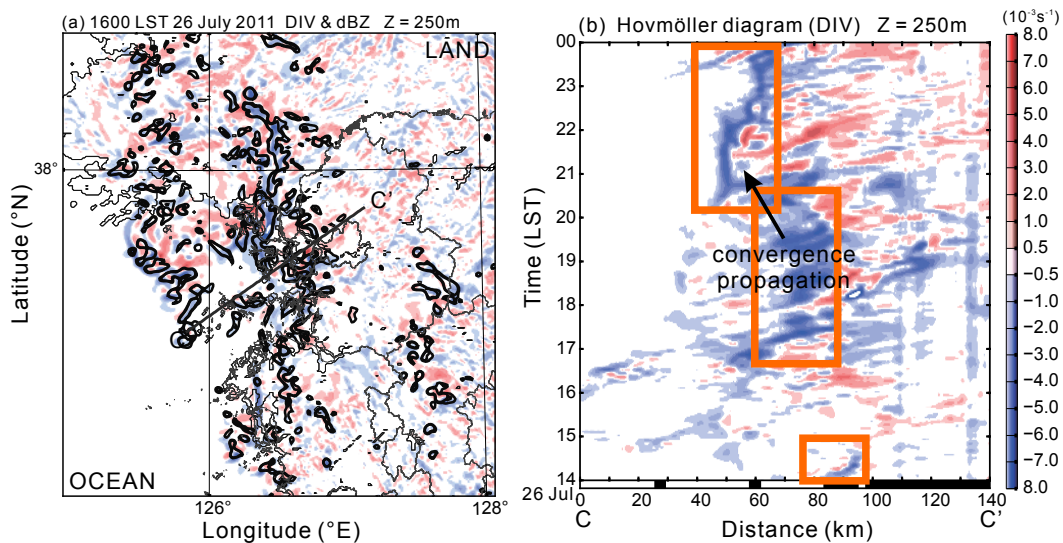 (a) 1600 LST 26 July 2011 DIV & dBZ Z = 250m
LAND
C'
OCEAN
38°
126°
128°
Latitude (°N)
Longitude (°E)
(b) Hovmöller diagram (DIV) Z = 250m
convergence
propagation
00
23
22
21
20
19
18
17
16
15
14
26 Jul
Time (LST)
0 20 40 60 80 100 120 140
C Distance (km) C'
(10⁻³s⁻¹)
8.0
7.0
6.0
5.0
4.0
3.0
2.0
1.0
0.5
−0.5
−1.0
−2.0
−3.0
−4.0
−5.0
−6.0
−7.0
8.0